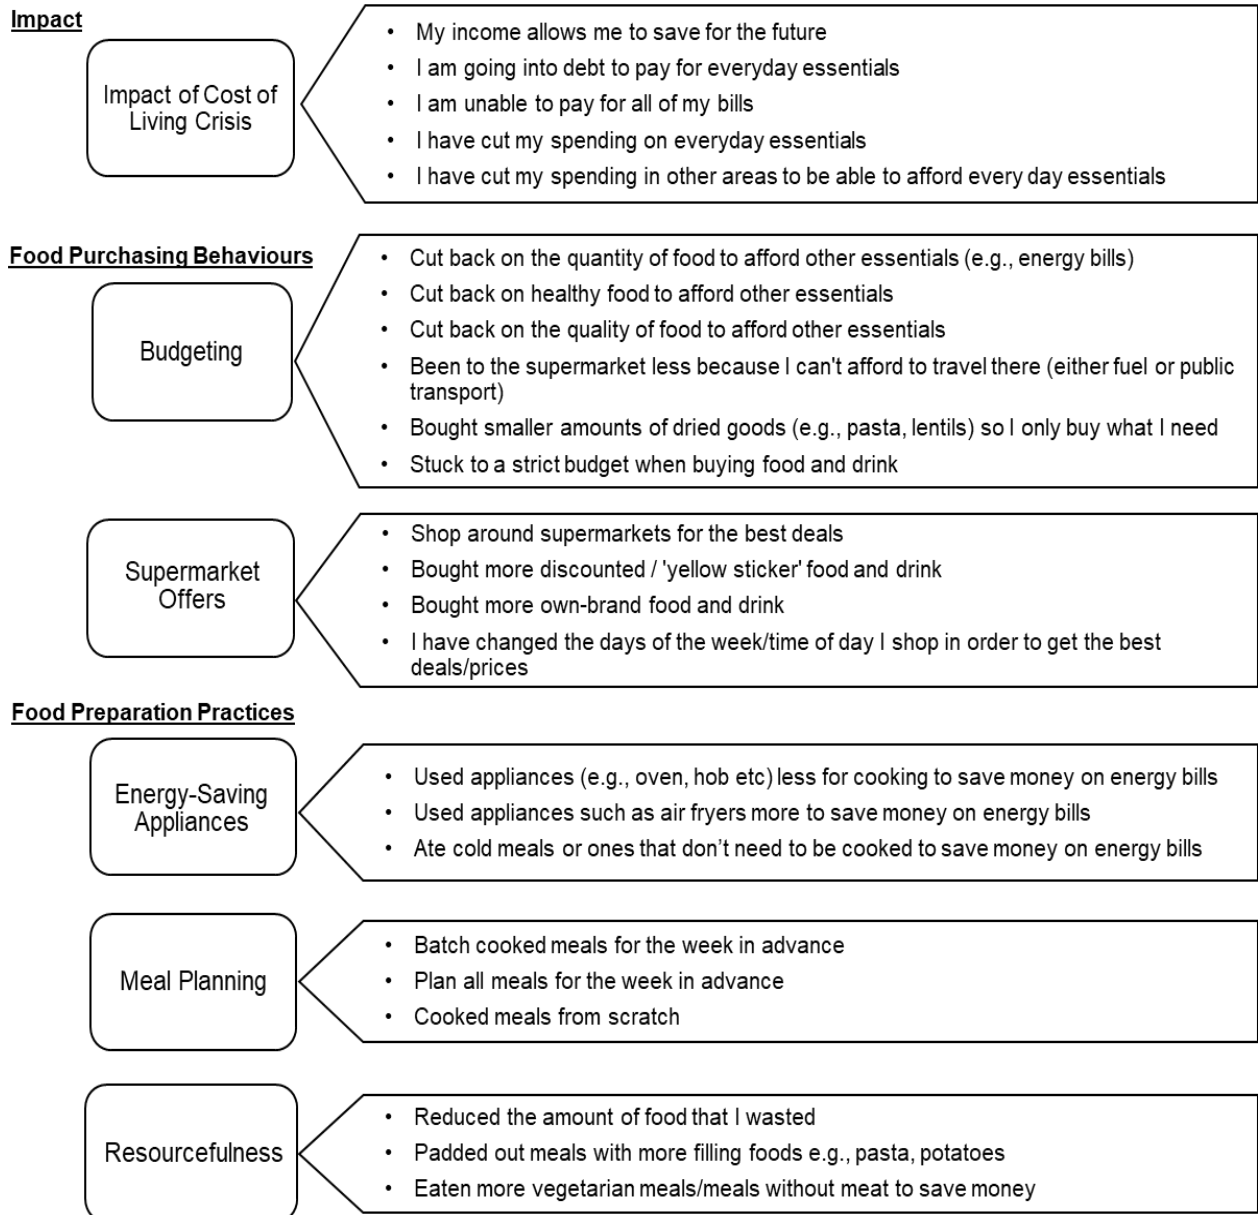 Impact
Impact of Cost of
Living Crisis
• My income allows me to save for the future
• I am going into debt to pay for everyday essentials
• I am unable to pay for all of my bills
• I have cut my spending on everyday essentials
• I have cut my spending in other areas to be able to afford every day essentials
Food Purchasing Behaviours
Budgeting
• Cut back on the quantity of food to afford other essentials (e.g., energy bills)
• Cut back on healthy food to afford other essentials
• Cut back on the quality of food to afford other essentials
• Been to the supermarket less because I can't afford to travel there (either fuel or public
transport)
• Bought smaller amounts of dried goods (e.g., pasta, lentils) so I only buy what I need
• Stuck to a strict budget when buying food and drink
Supermarket
Offers
• Shop around supermarkets for the best deals
• Bought more discounted / 'yellow sticker' food and drink
• Bought more own-brand food and drink
• I have changed the days of the week/time of day I shop in order to get the best
deals/prices
Food Preparation Practices
Energy-Saving
Appliances
• Used appliances (e.g., oven, hob etc) less for cooking to save money on energy bills
• Used appliances such as air fryers more to save money on energy bills
• Ate cold meals or ones that don’t need to be cooked to save money on energy bills
Meal Planning
• Batch cooked meals for the week in advance
• Plan all meals for the week in advance
• Cooked meals from scratch
Resourcefulness
• Reduced the amount of food that I wasted
• Padded out meals with more filling foods e.g., pasta, potatoes
• Eaten more vegetarian meals/meals without meat to save money